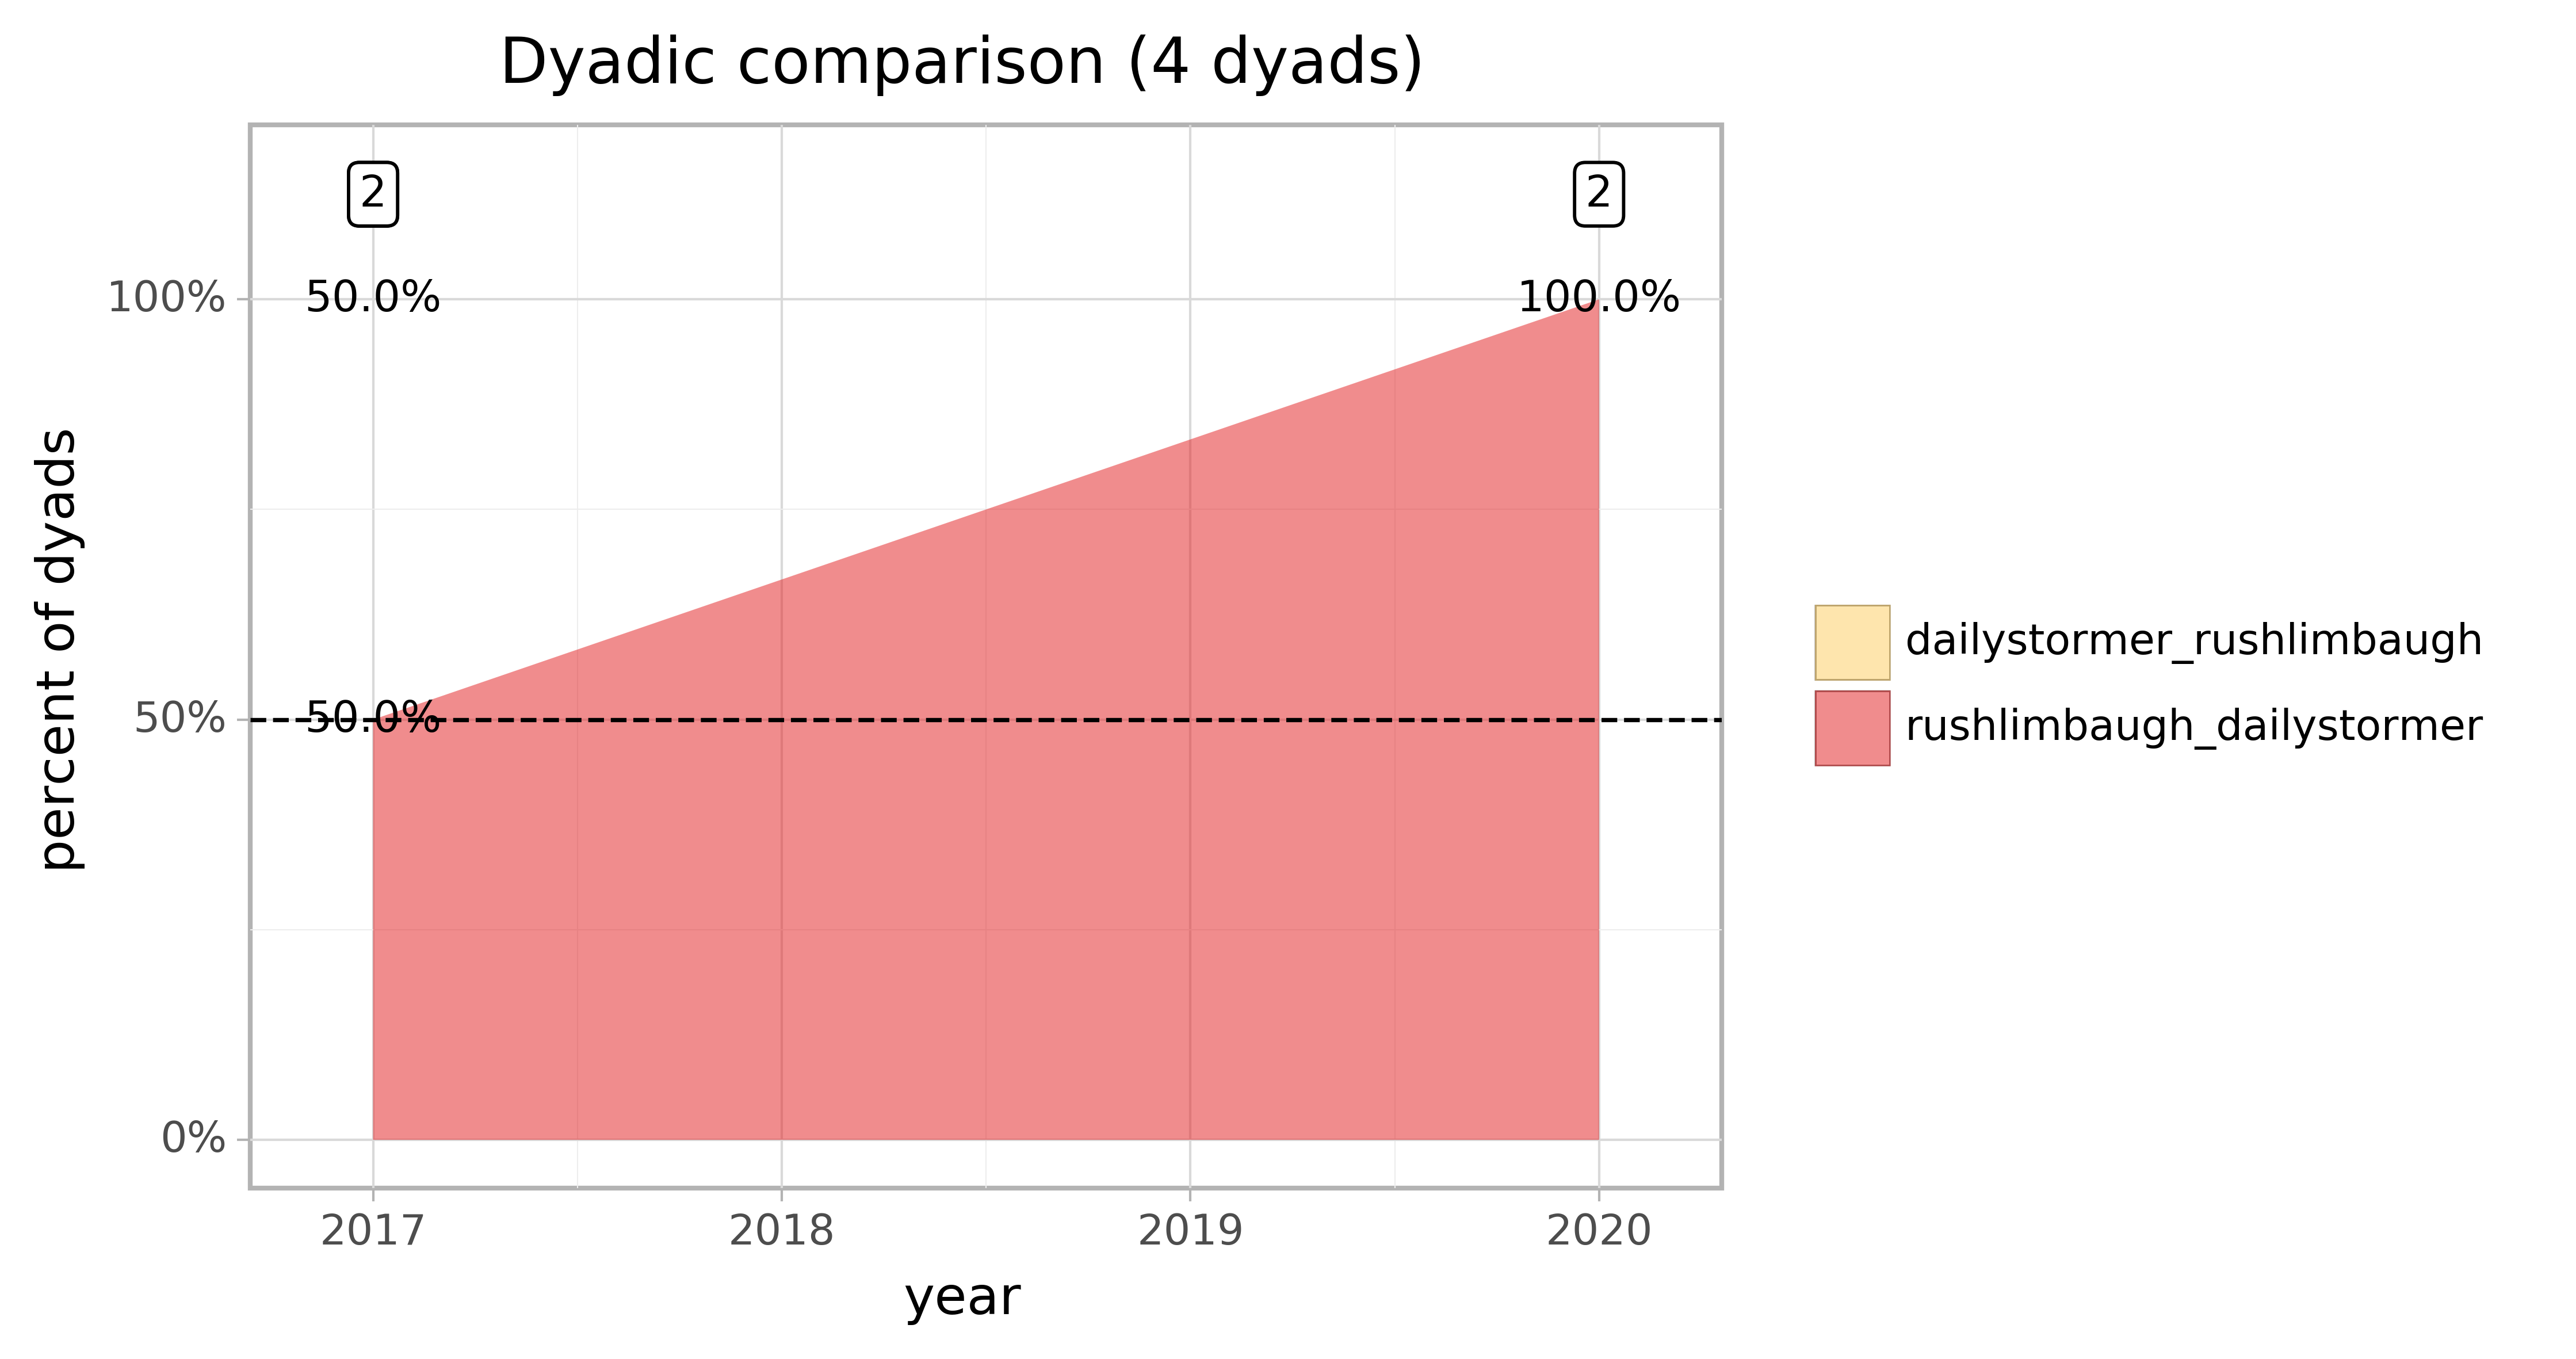 Dyadic comparison (4 dyads)
2
2
100%
50.0%
100.0%
percent of dyads
50%
50.0%
0%
2017
2018
2019
2020
year
dailystormer_rushlimbaugh
rushlimbaugh_dailystormer